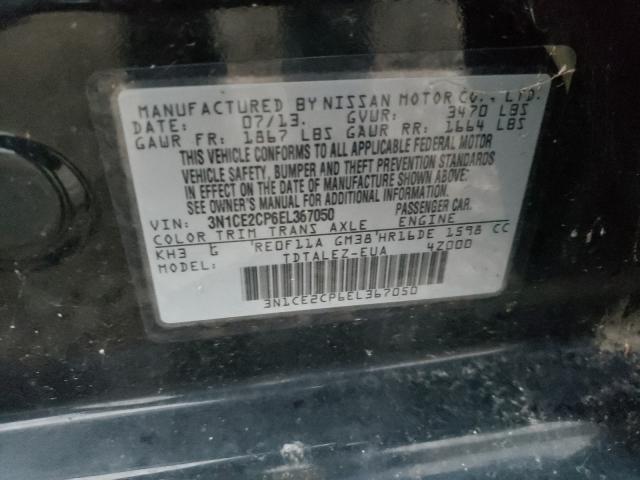 MANUFACTURED BY NISSAN MOTOR CO., LTD.
DATE: 07/13. GVWR: 3470 LBS
GAWR FR: 1867 LBS GAWR RR: 1664 LBS
THIS VEHICLE CONFORMS TO ALL APPLICABLE FEDERAL MOTOR
VEHICLE SAFETY, BUMPER AND THEFT PREVENTION STANDARDS
IN EFFECT ON THE DATE OF MANUFACTURE SHOWN ABOVE.
SEE OWNER'S MANUAL FOR ADDITIONAL INFORMATION.
VIN: 3N1CE2CP6EL367050 PASSENGER CAR.
COLOR TRIM TRANS AXLE ENGINE
KH3 G RE0F11A GM38 HR16DE 1598 CC
MODEL: TDTALEZ-EUA 4Z000
3N1CE2CP6EL367050